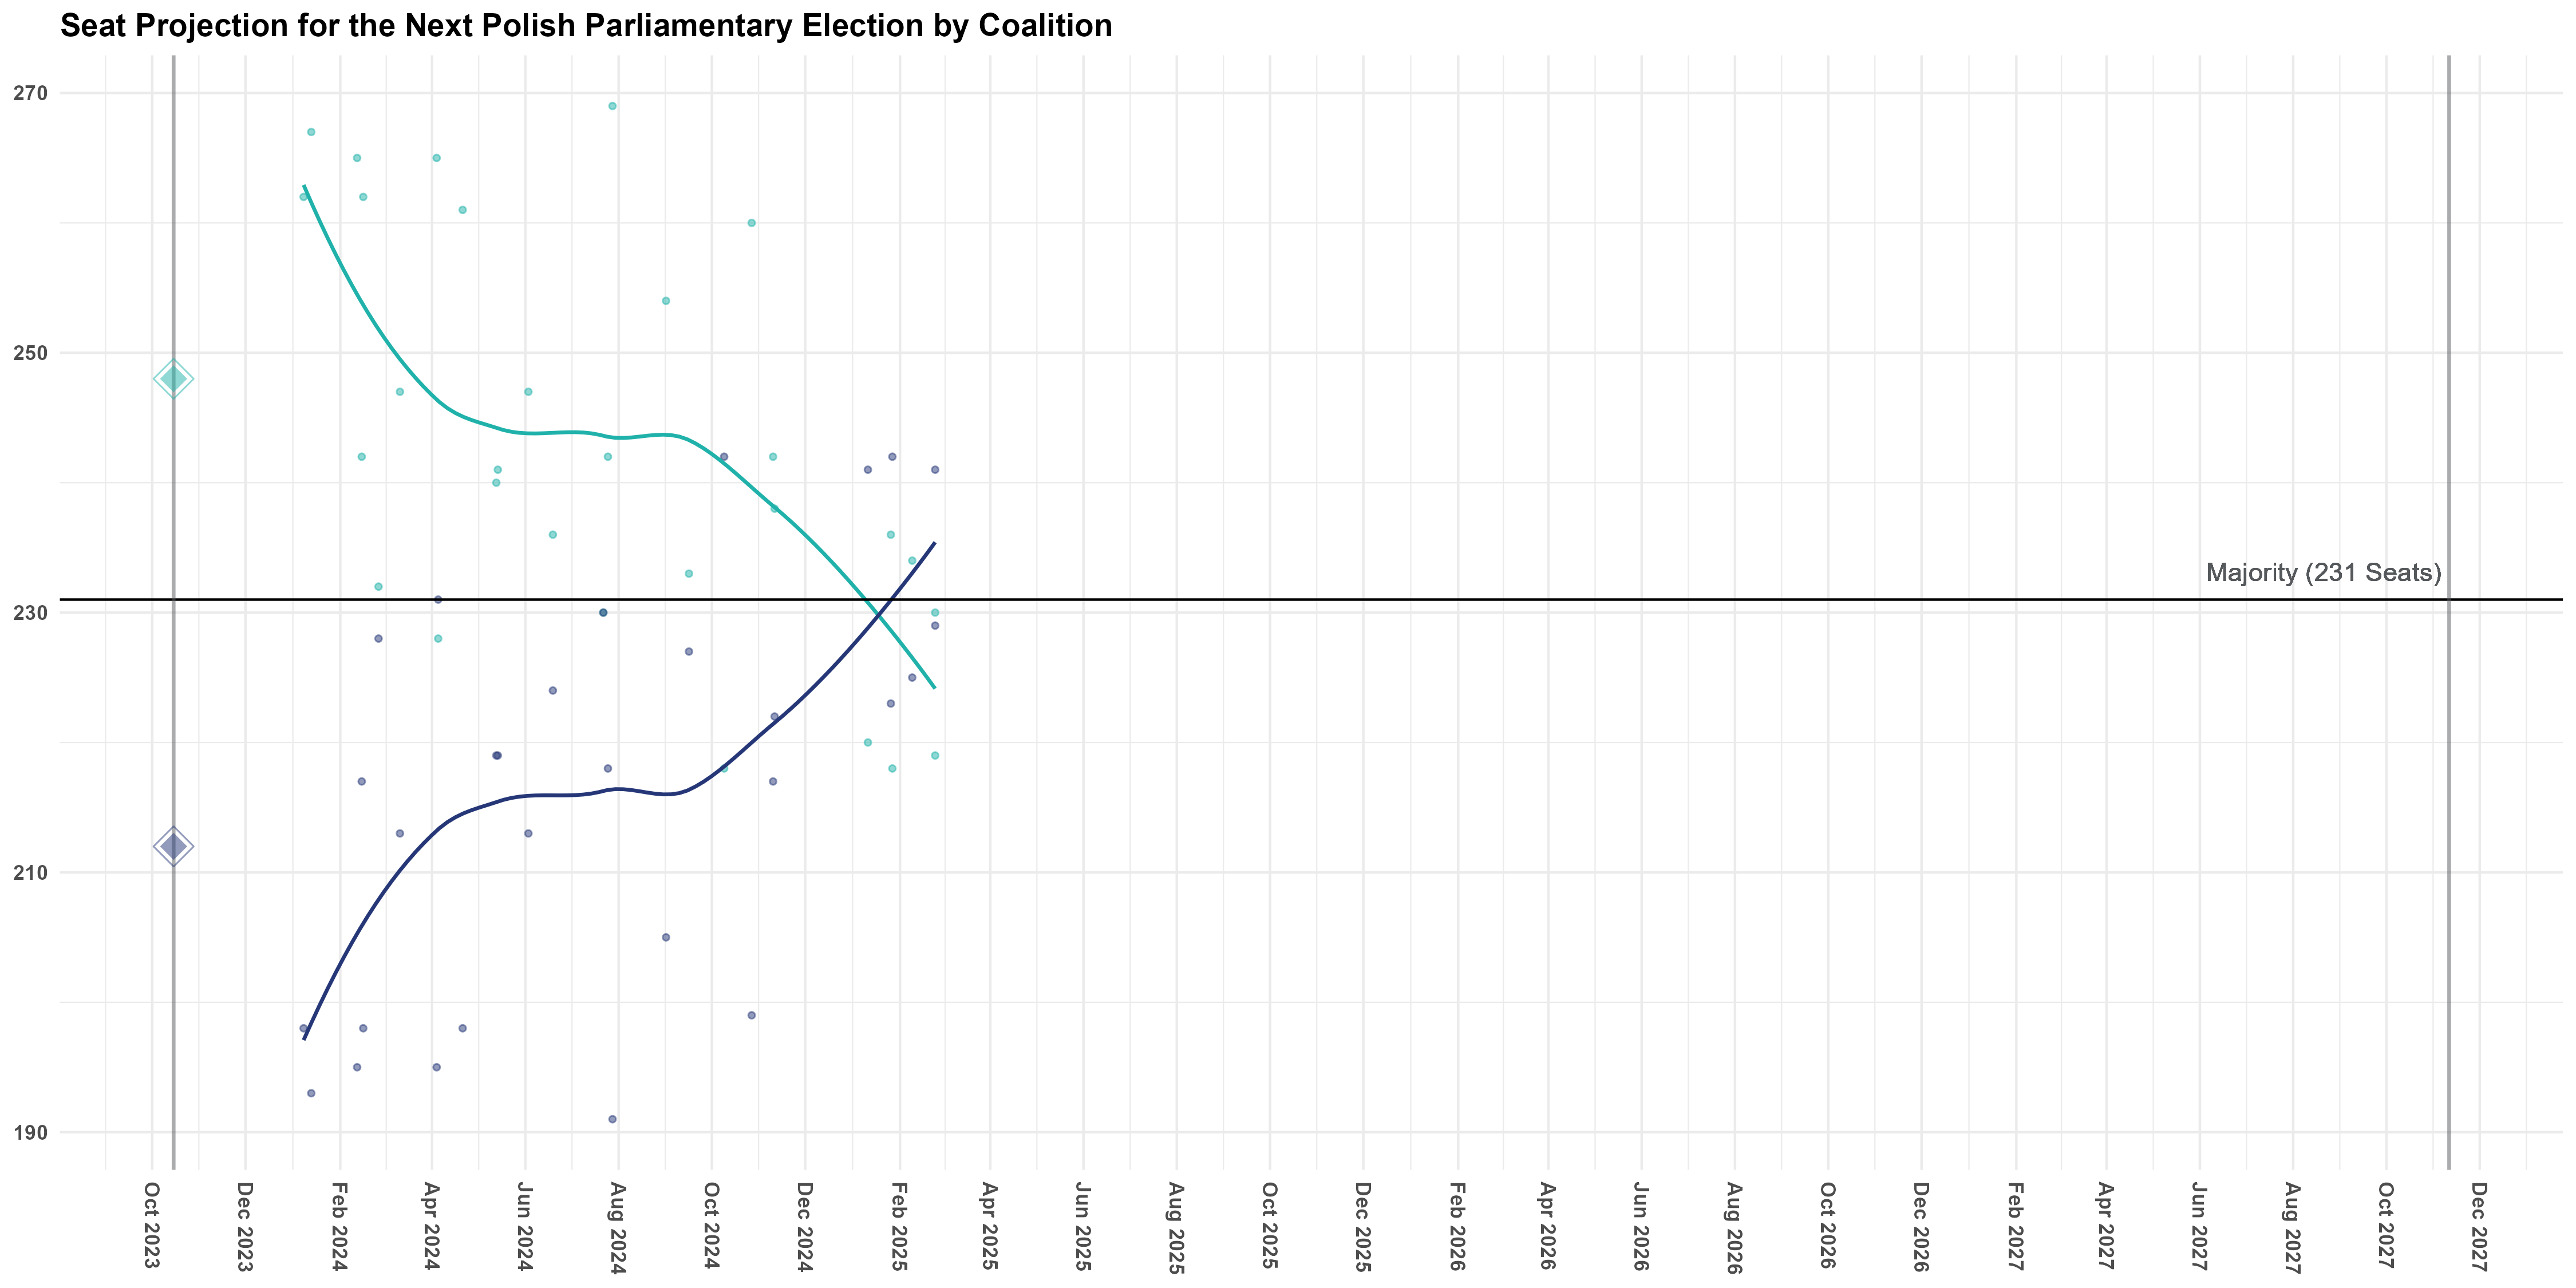 Seat Projection for the Next Polish Parliamentary Election by Coalition
270
250
230
210
190
Majority (231 Seats)
Oct 2023
Dec 2023
Feb 2024
Apr 2024
Jun 2024
Aug 2024
Oct 2024
Dec 2024
Feb 2025
Apr 2025
Jun 2025
Aug 2025
Oct 2025
Dec 2025
Feb 2026
Apr 2026
Jun 2026
Aug 2026
Oct 2026
Dec 2026
Feb 2027
Apr 2027
Jun 2027
Aug 2027
Oct 2027
Dec 2027